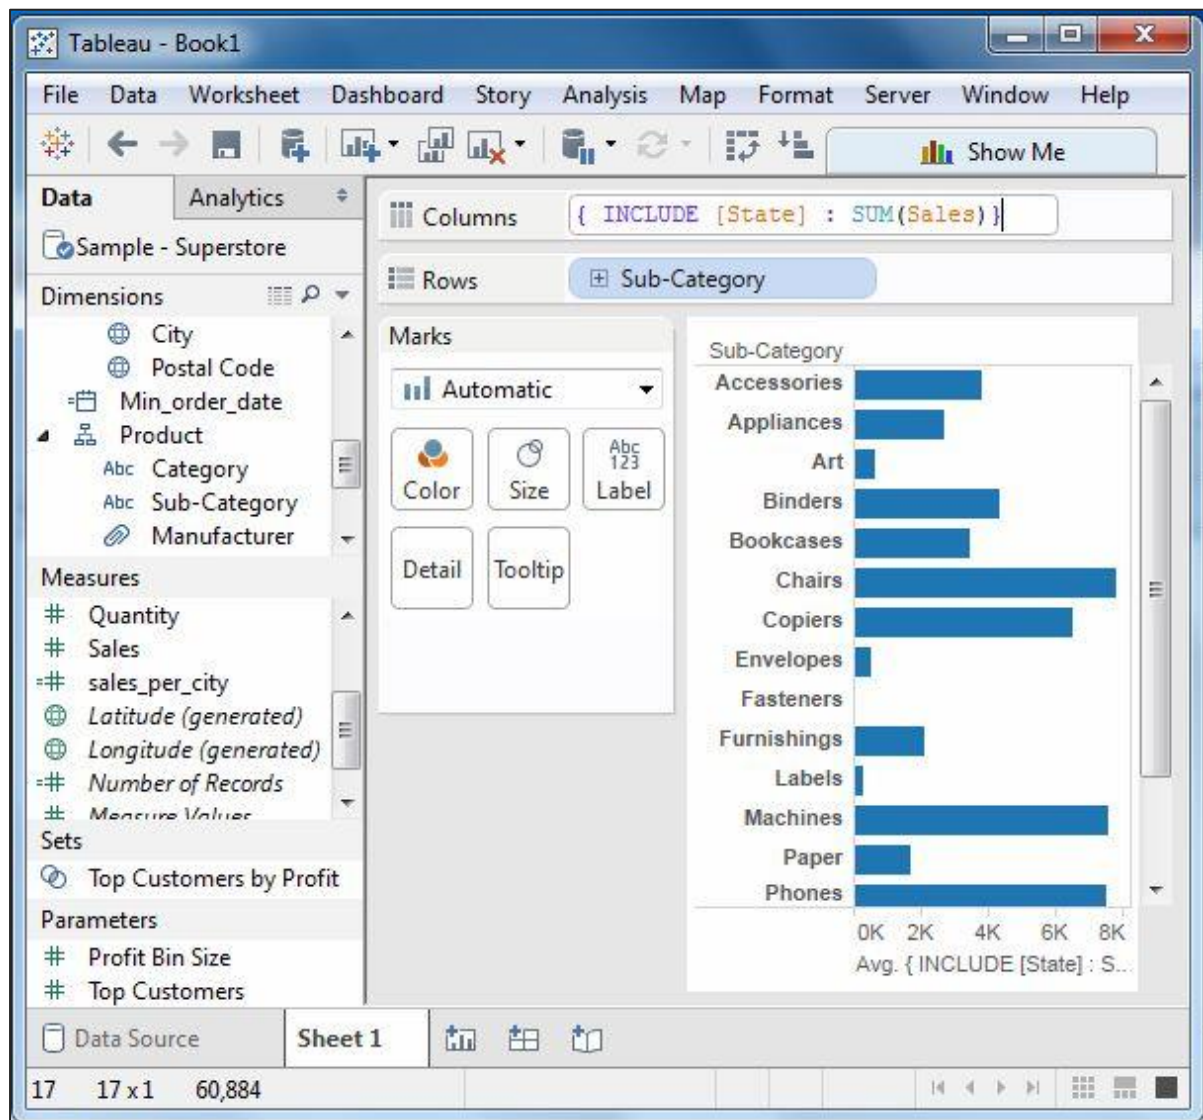 Tableau - Book1
File Data Worksheet Dashboard Story Analysis Map Format Server Window Help
Show Me
Data Analytics
Sample - Superstore
Dimensions
City
Postal Code
Min_order_date
Product
Abc Category
Abc Sub-Category
Manufacturer
Measures
# Quantity
# Sales
=# sales_per_city
Latitude (generated)
Longitude (generated)
=# Number of Records
# Measure Values
Sets
Top Customers by Profit
Parameters
# Profit Bin Size
# Top Customers
Columns { INCLUDE [State] : SUM(Sales)}
Rows Sub-Category
Marks
Automatic
Color Size Abc 123 Label
Detail Tooltip
Sub-Category
Accessories
Appliances
Art
Binders
Bookcases
Chairs
Copiers
Envelopes
Fasteners
Furnishings
Labels
Machines
Paper
Phones
0K 2K 4K 6K 8K
Avg. { INCLUDE [State] : S..
Data Source Sheet 1
17 17 x 1 60,884